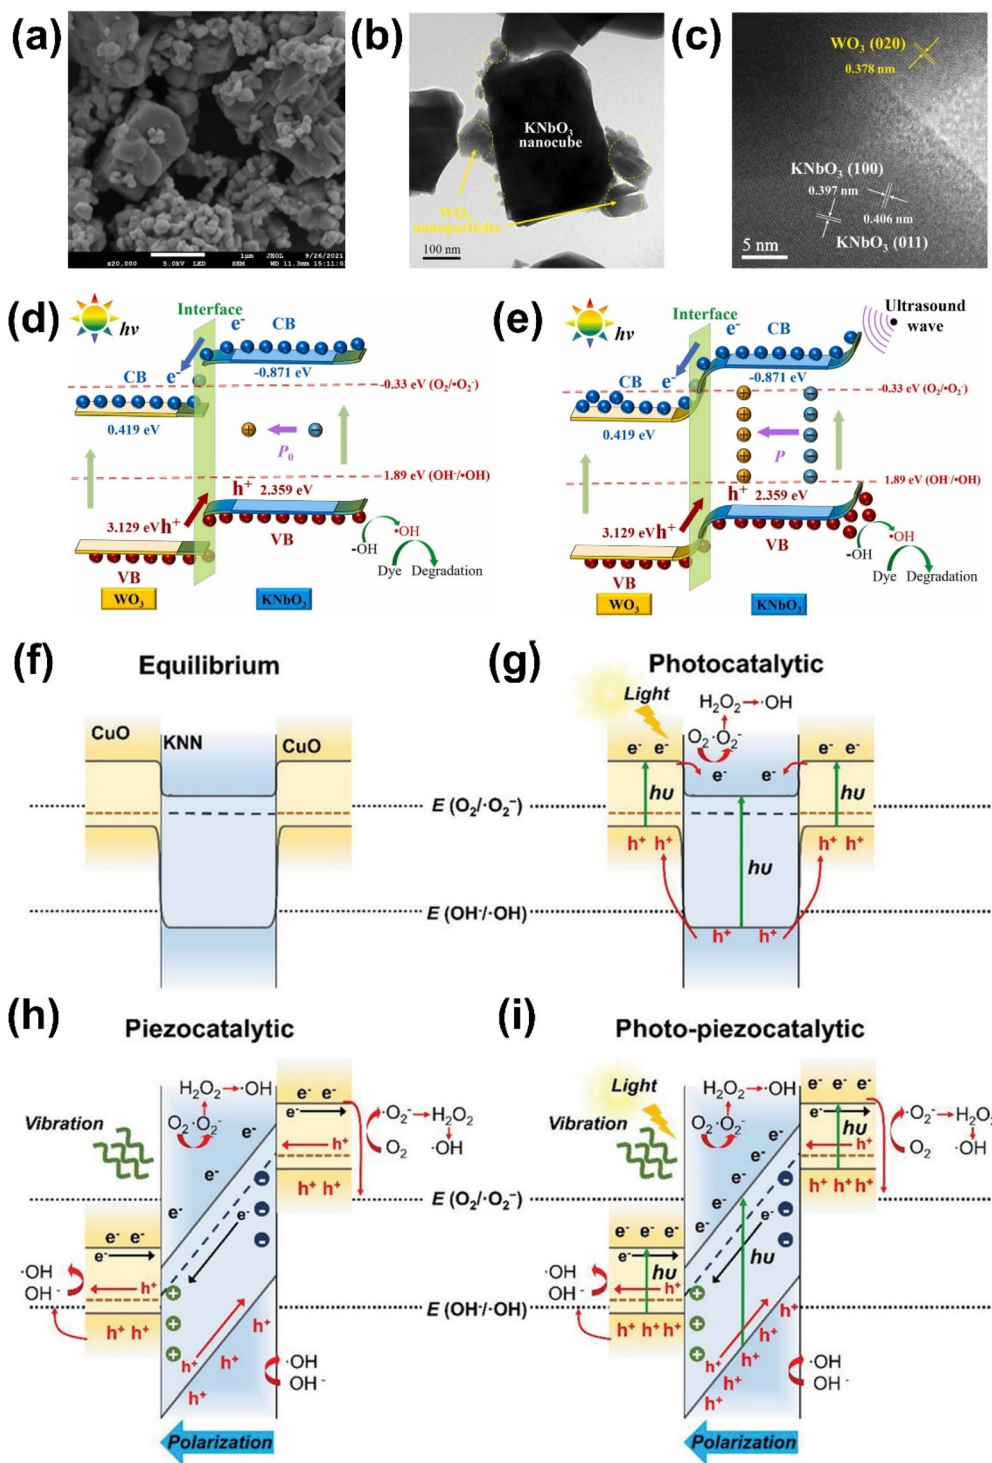 (a)
×20,000 5.0kV LED SEM
1μm JEOL 9/26/2021
WD 11.3mm 15:11:0
(b)
KNbO₃
nanocube
WO₃
nanoparticles
100 nm
(c)
WO₃ (020)
0.378 nm
KNbO₃ (100)
0.397 nm
0.406 nm
KNbO₃ (011)
5 nm
(d)
hν
Interface
e⁻ CB
-0.871 eV
CB e⁻
-0.33 eV (O₂/•O₂⁻)
0.419 eV
+ −
P₀
1.89 eV (OH⁻/•OH)
h⁺ 2.359 eV
3.129 eV h⁺
VB
•OH
-OH
VB
Dye Degradation
WO₃
KNbO₃
(e)
hν
Interface
Ultrasound
wave
e⁻ CB
-0.871 eV
CB e⁻
-0.33 eV (O₂/•O₂⁻)
0.419 eV
+ −
+ −
+ −
P
+ −
+ −
1.89 eV (OH⁻/•OH)
h⁺ 2.359 eV
3.129 eV h⁺
VB
•OH
-OH
VB
Dye Degradation
WO₃
KNbO₃
(f)
Equilibrium
CuO
KNN
CuO
E (O₂/·O₂⁻)
E (OH⁻/·OH)
(g)
Photocatalytic
Light
H₂O₂ ·OH
O₂ ·O₂⁻
e⁻ e⁻
e⁻ e⁻
e⁻ e⁻
hυ
hυ
h⁺ h⁺
h⁺ h⁺
hυ
h⁺ h⁺
(h)
Piezocatalytic
Vibration
H₂O₂ ·OH
O₂ ·O₂⁻
e⁻ e⁻
e⁻
·O₂⁻ H₂O₂
O₂ ·OH
h⁺
h⁺ h⁺
e⁻
e⁻
e⁻
e⁻
-
-
-
E (O₂/·O₂⁻)
e⁻ e⁻
e⁻
·OH
OH⁻
h⁺
h⁺ h⁺
+
+
+
E (OH⁻/·OH)
h⁺
h⁺
h⁺
h⁺
·OH
OH⁻
Polarization
(i)
Photo-piezocatalytic
Light
Vibration
H₂O₂ ·OH
O₂ ·O₂⁻
e⁻ e⁻ e⁻
e⁻
·O₂⁻ H₂O₂
O₂ ·OH
hυ
h⁺
h⁺ h⁺ h⁺
e⁻
e⁻
e⁻
e⁻
e⁻
e⁻
-
-
-
e⁻ e⁻ e⁻
e⁻
hυ
hυ
·OH
OH⁻
h⁺
h⁺ h⁺ h⁺
+
+
+
h⁺
h⁺
h⁺
h⁺
h⁺
h⁺
h⁺
·OH
OH⁻
Polarization